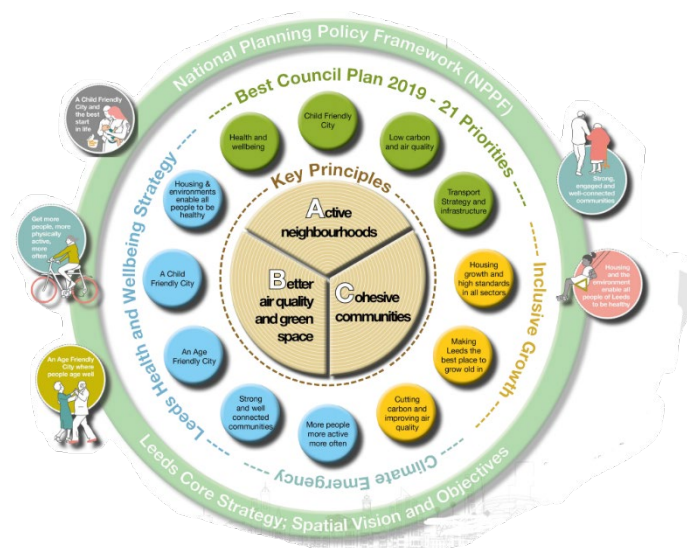 National Planning Policy Framework (NPPF)
Best Council Plan 2019 - 21 Priorities
A Child Friendly
City and
the best
start
in life
Child Friendly
City
Health and
wellbeing
Low carbon
and air quality
Transport
Strategy and
infrastructure
Strong,
engaged and
well-connected
communities
Leeds Health and Wellbeing Strategy
Housing &
environments
enable all
people to be
healthy
Key Principles
Active
neighbourhoods
Better
air quality
and green
space
Cohesive
communities
Get more
people, more
physically
active,
more
often
A Child
Friendly City
Housing
growth and
high standards
in all sectors
Inclusive Growth
Housing
and the
environment
enable all
people of Leeds
to be healthy
An Age
Friendly City
Making
Leeds the
best place to
grow old in
An Age Friendly
City where
people age well
Strong
and well
connected
communities
More people
more active
more often
Cutting
carbon and
improving air
quality
Climate Emergency
Leeds Core Strategy; Spatial Vision and Objectives